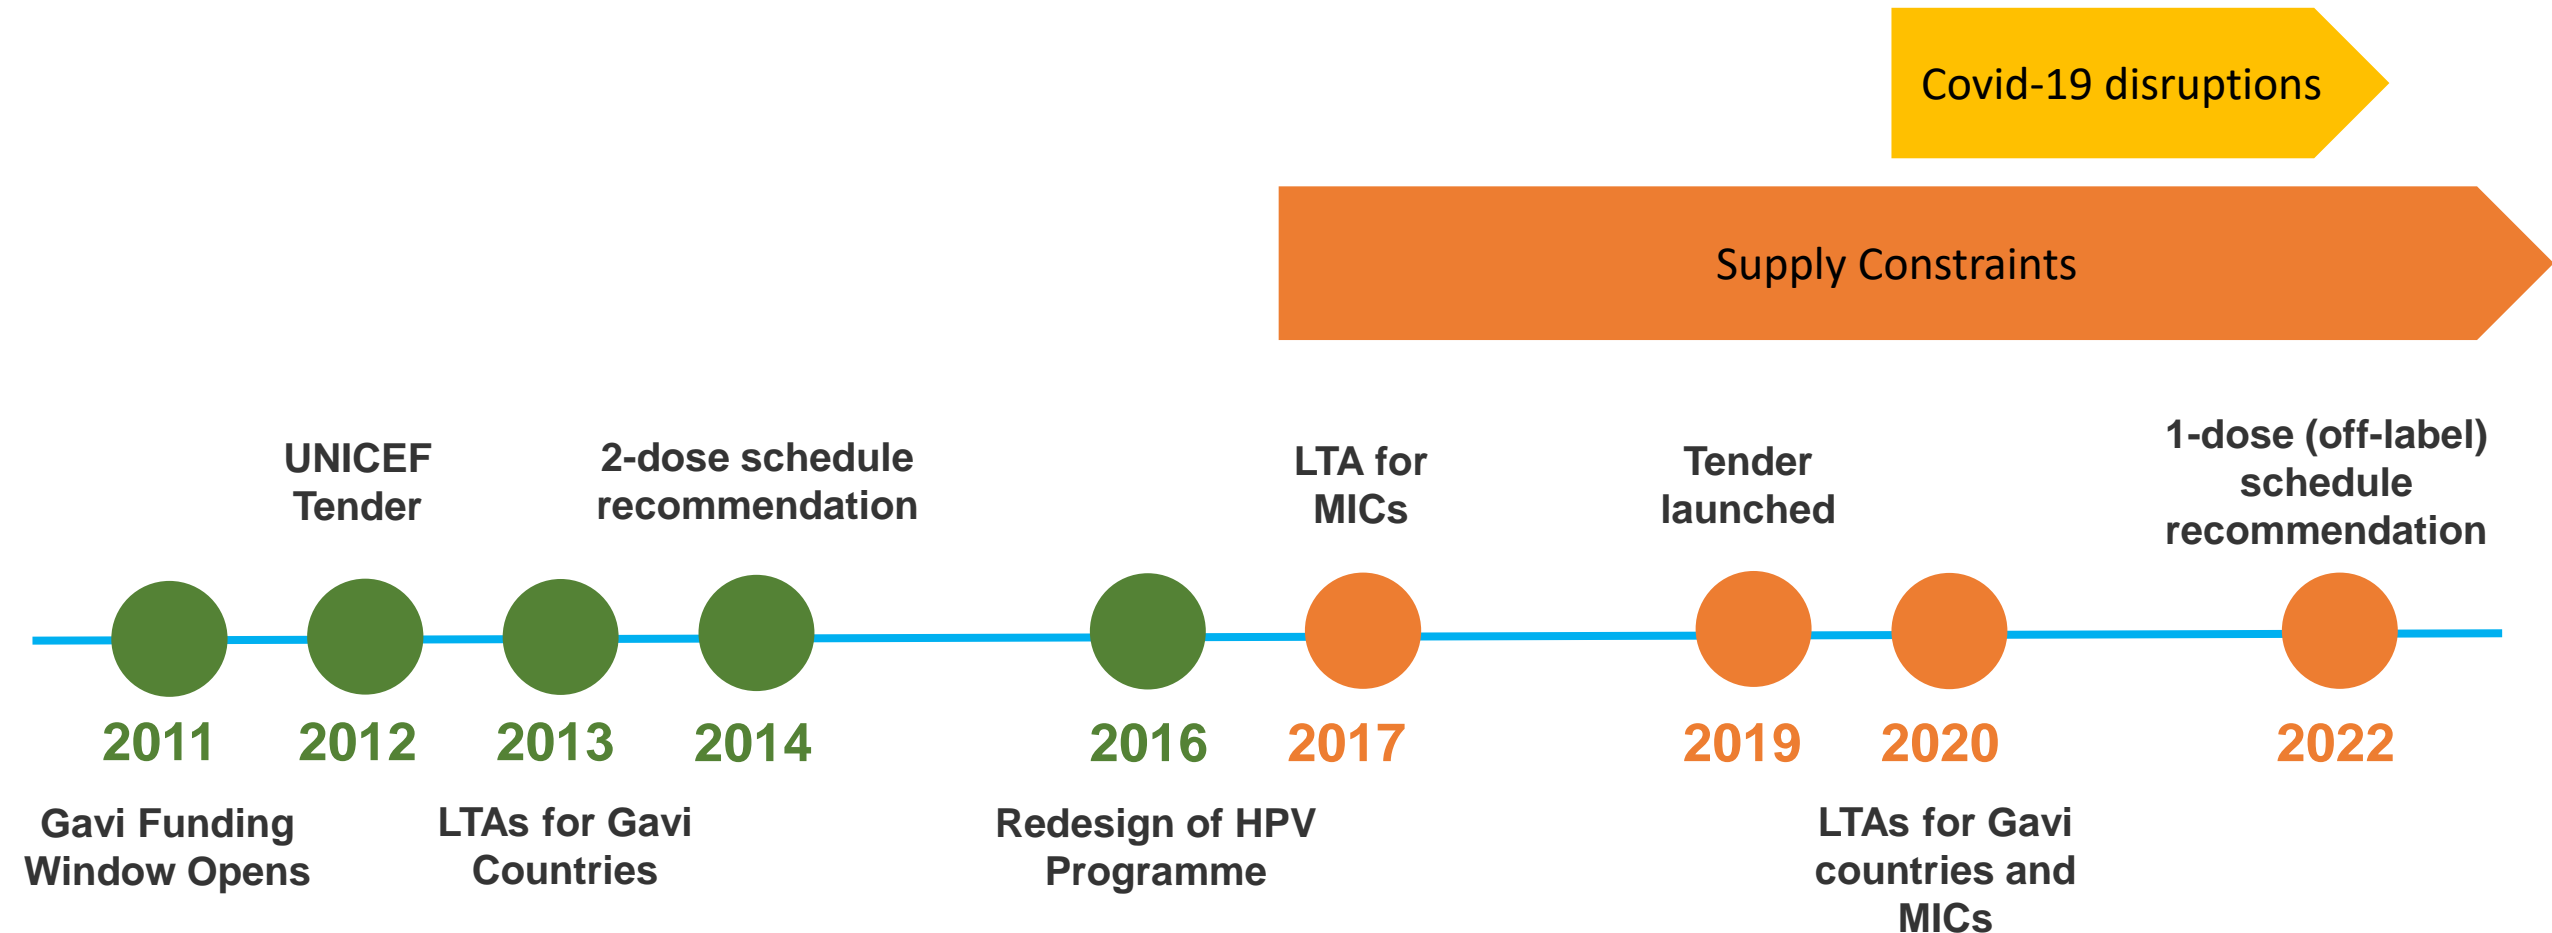 Covid-19 disruptions
Supply Constraints
UNICEF
Tender
2-dose schedule
recommendation
LTA for
MICs
Tender
launched
1-dose (off-label)
schedule
recommendation
2011
2012
2013
2014
2016
2017
2019
2020
2022
Gavi Funding
Window Opens
LTAs for Gavi
Countries
Redesign of HPV
Programme
LTAs for Gavi
countries and
MICs